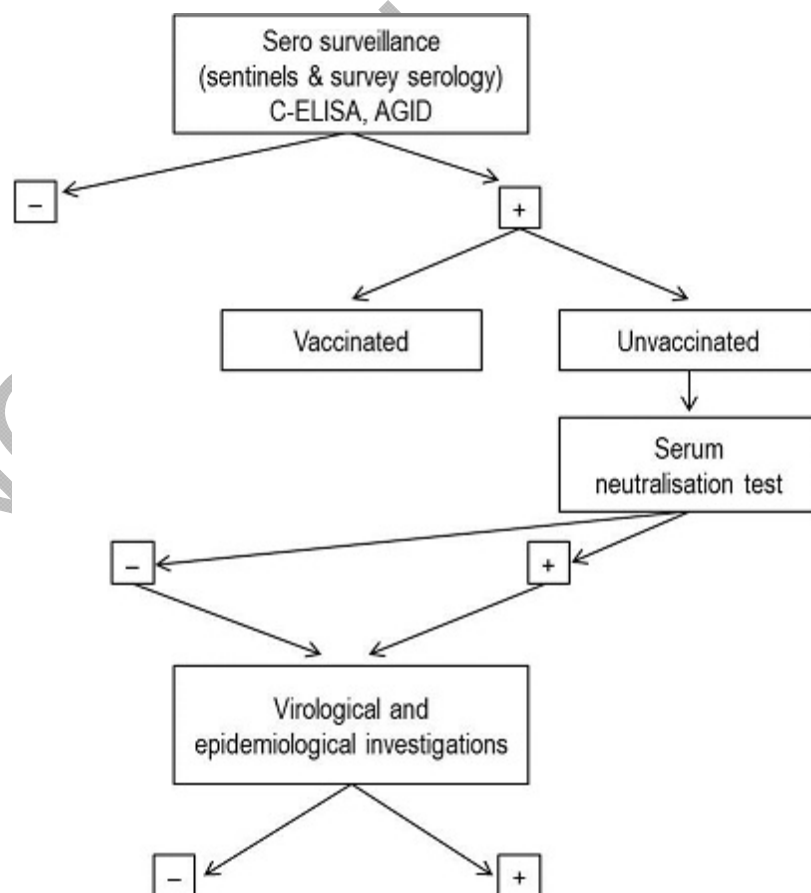 Sero surveillance
(sentinels & survey serology)
C-ELISA, AGID
–
+
Vaccinated
Unvaccinated
Serum
neutralisation test
–
+
Virological and
epidemiological investigations
–
+